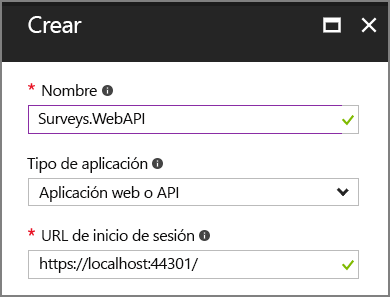 Crear
* Nombre
Surveys.WebAPI
Tipo de aplicación
Aplicación web o API
* URL de inicio de sesión
https://localhost:44301/